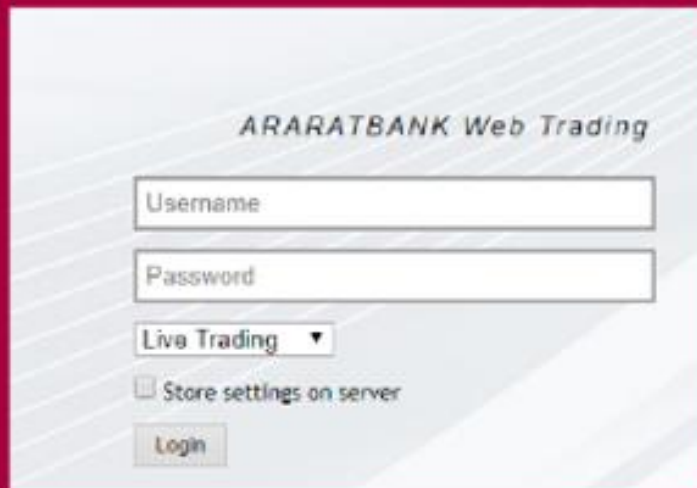 ARARATBANK Web Trading
Username
Password
Live Trading
Store settings on server
Login